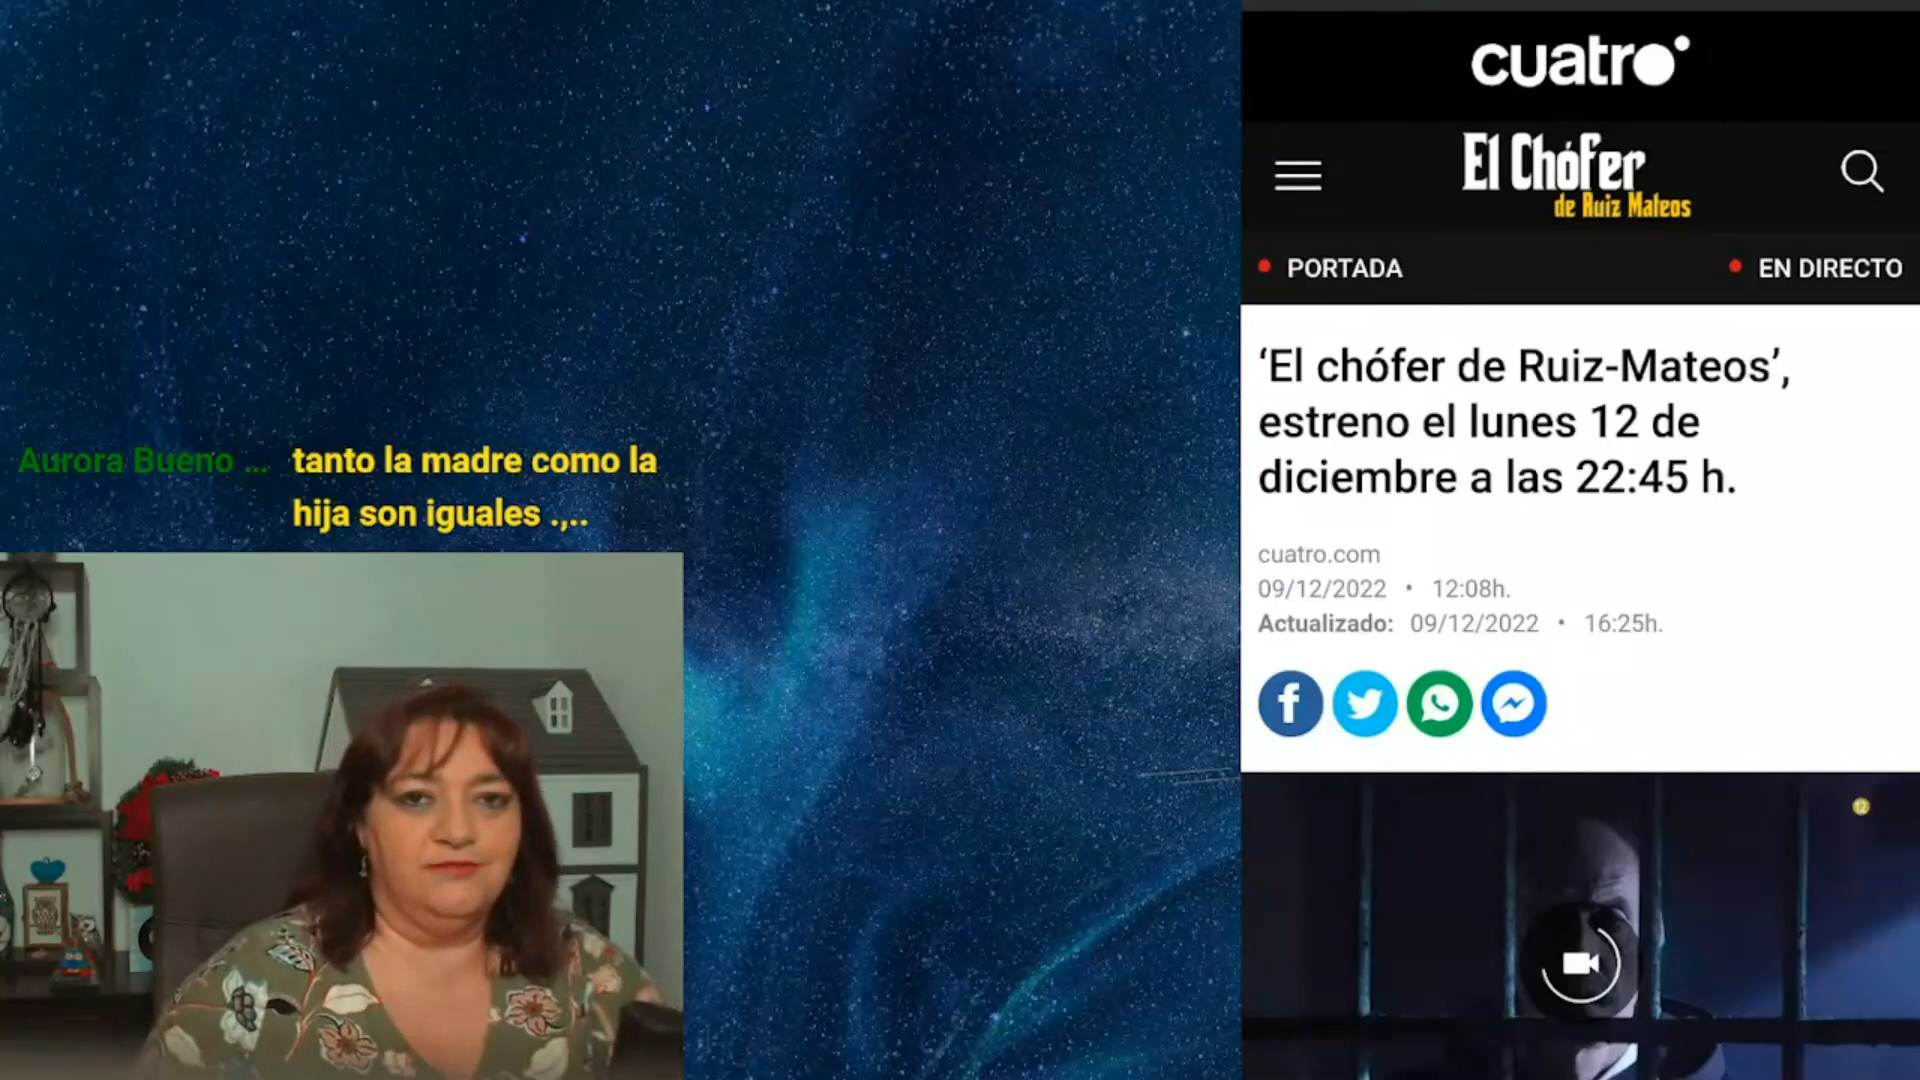 cuatro
El Chófer
de Ruiz Mateos
PORTADA
EN DIRECTO
‘El chófer de Ruiz-Mateos’,
estreno el lunes 12 de
diciembre a las 22:45 h.
cuatro.com
09/12/2022 • 12:08h.
Actualizado: 09/12/2022 • 16:25h.
12
Aurora Bueno ... tanto la madre como la
hija son iguales .,..